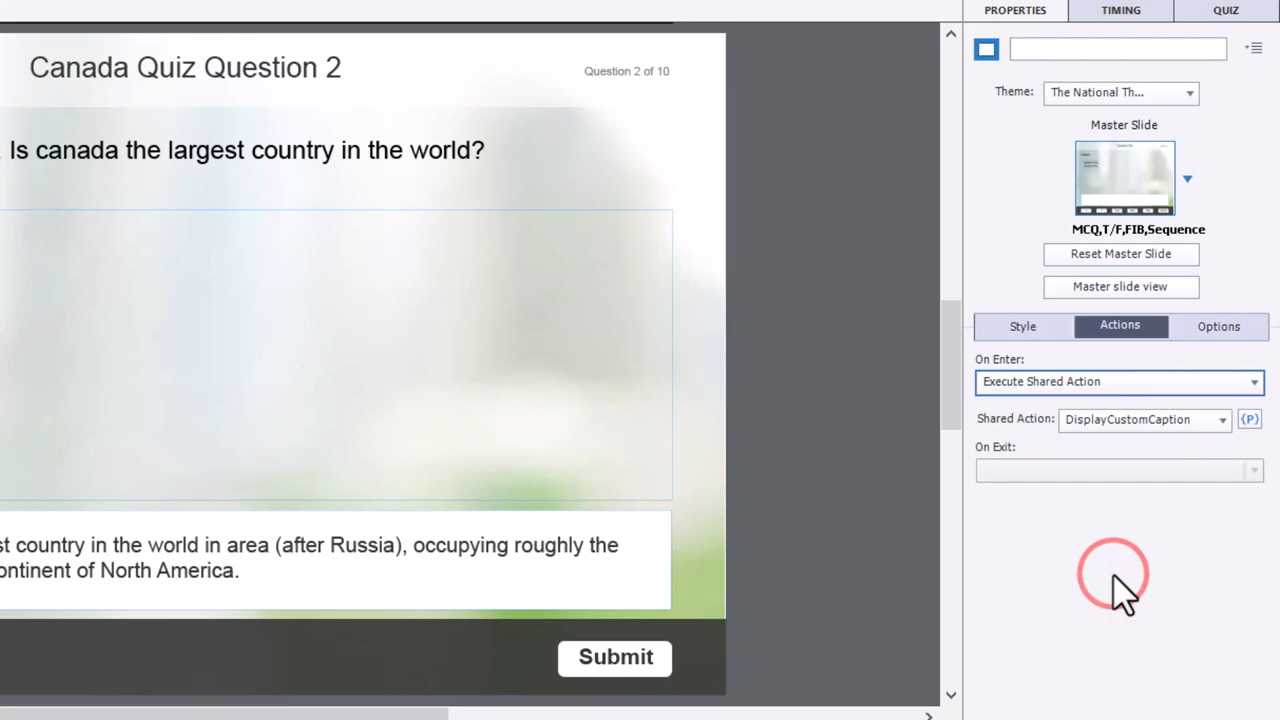 PROPERTIES
TIMING
QUIZ
Canada Quiz Question 2
Question 2 of 10
Is canada the largest country in the world?
st country in the world in area (after Russia), occupying roughly the
ontinent of North America.
Submit
Theme:
The National Th...
Master Slide
MCQ,T/F,FIB,Sequence
Reset Master Slide
Master slide view
Style
Actions
Options
On Enter:
Execute Shared Action
Shared Action:
DisplayCustomCaption
{P}
On Exit: